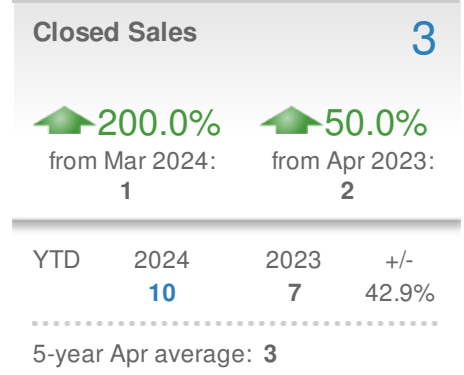 Closed Sales 3
200.0% 50.0%
from Mar 2024: from Apr 2023:
1 2
YTD 2024 2023 +/-
10 7 42.9%
5-year Apr average: 3